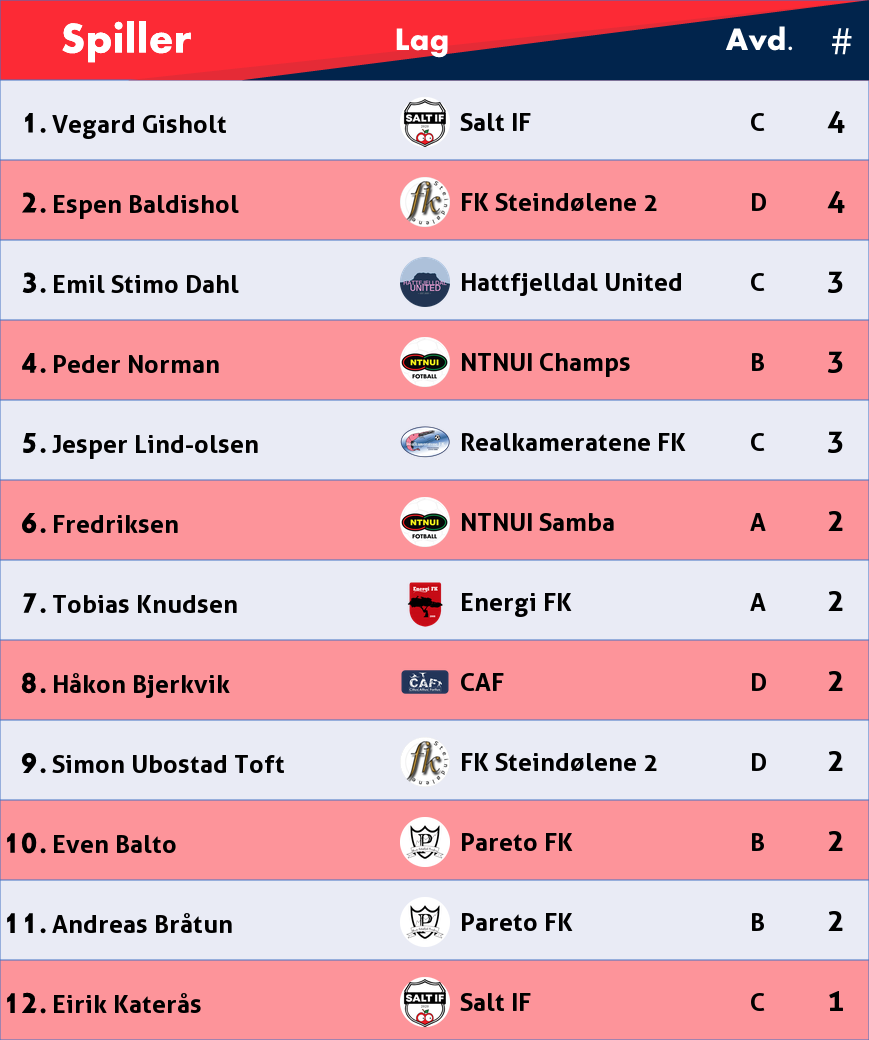 Spiller Lag Avd. #
1. Vegard Gisholt SALT IF Salt IF C 4
2. Espen Baldishol fk Steindølene FK Steindølene 2 D 4
3. Emil Stimo Dahl HATTFJELLDAL UNITED Hattfjelldal United C 3
4. Peder Norman NTNUI FOTBALL NTNUI Champs B 3
5. Jesper Lind-olsen Realkameratene FK C 3
6. Fredriksen NTNUI FOTBALL NTNUI Samba A 2
7. Tobias Knudsen Energi FK Energi FK A 2
8. Håkon Bjerkvik CAF CAF D 2
9. Simon Ubostad Toft fk Steindølene FK Steindølene 2 D 2
10. Even Balto P Pareto FK B 2
11. Andreas Bråtun P Pareto FK B 2
12. Eirik Katerås SALT IF Salt IF C 1